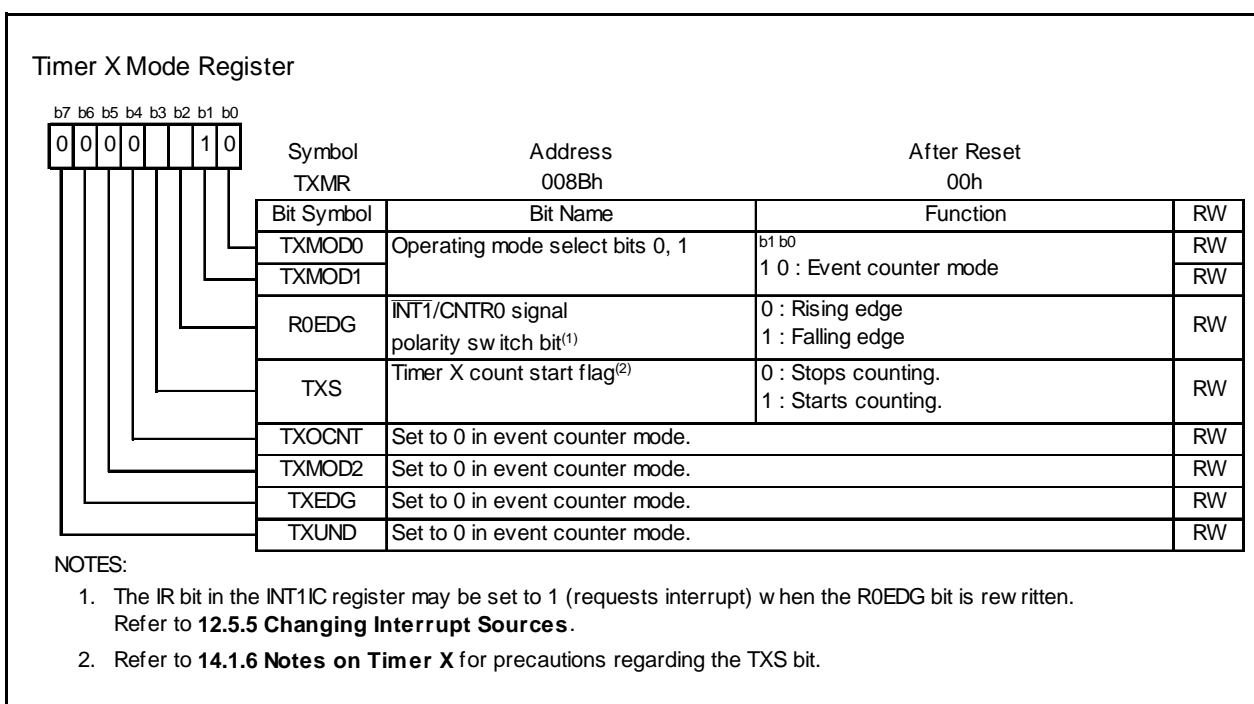 Timer X Mode Register
b7 b6 b5 b4 b3 b2 b1 b0
0 0 0 0 1 0
Symbol Address After Reset
TXMR 008Bh 00h
Bit Symbol Bit Name Function RW
TXMOD0 Operating mode select bits 0, 1 b1 b0 RW
TXMOD1 1 0 : Event counter mode RW
R0EDG INT1/CNTR0 signal 0 : Rising edge RW
polarity switch bit(1) 1 : Falling edge
TXS Timer X count start flag(2) 0 : Stops counting. RW
1 : Starts counting.
TXOCNT Set to 0 in event counter mode. RW
TXMOD2 Set to 0 in event counter mode. RW
TXEDG Set to 0 in event counter mode. RW
TXUND Set to 0 in event counter mode. RW
NOTES:
1. The IR bit in the INT1IC register may be set to 1 (requests interrupt) when the R0EDG bit is rewritten.
Refer to 12.5.5 Changing Interrupt Sources.
2. Refer to 14.1.6 Notes on Timer X for precautions regarding the TXS bit.